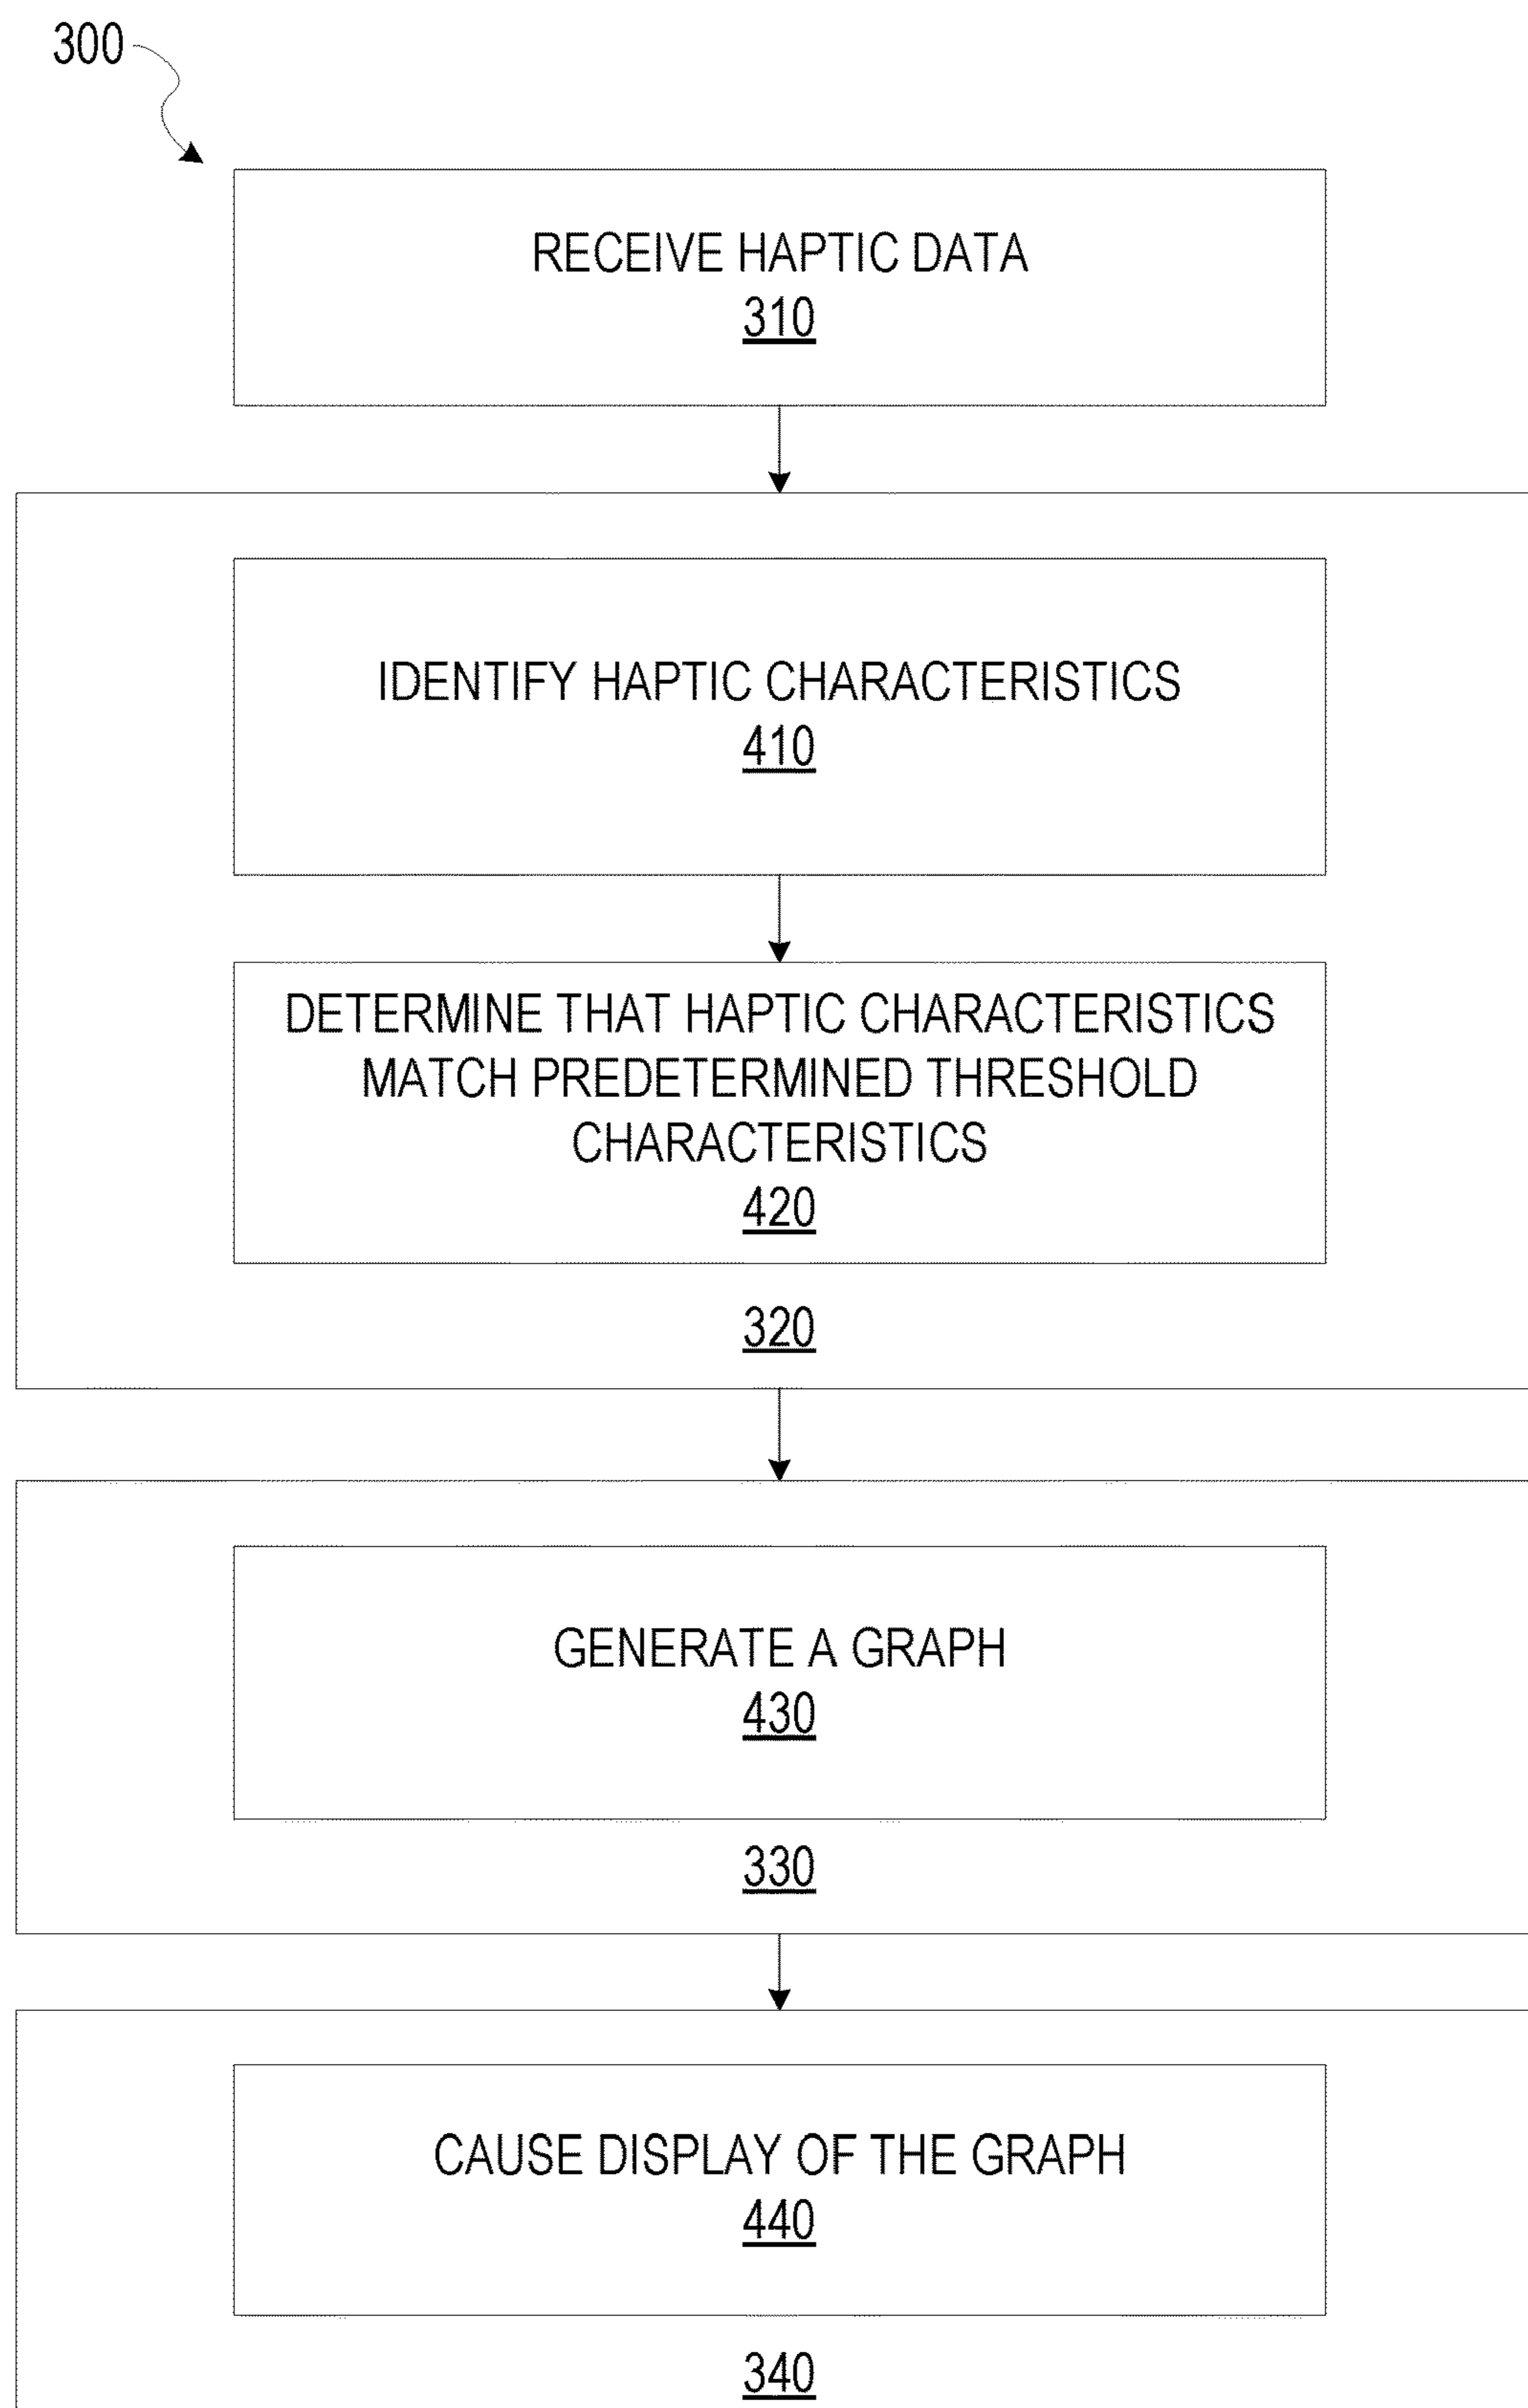 300
RECEIVE HAPTIC DATA
310
IDENTIFY HAPTIC CHARACTERISTICS
410
DETERMINE THAT HAPTIC CHARACTERISTICS
MATCH PREDETERMINED THRESHOLD
CHARACTERISTICS
420
320
GENERATE A GRAPH
430
330
CAUSE DISPLAY OF THE GRAPH
440
340